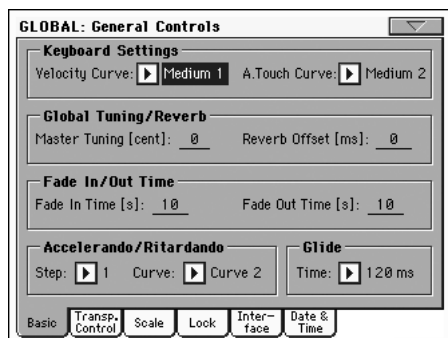 GLOBAL: General Controls
Keyboard Settings
Velocity Curve: Medium 1 A.Touch Curve: Medium 2
Global Tuning/Reverb
Master Tuning [cent]: 0 Reverb Offset [ms]: 0
Fade In/Out Time
Fade In Time [s]: 10 Fade Out Time [s]: 10
Accelerando/Ritardando Glide
Step: 1 Curve: Curve 2 Time: 120 ms
Basic Transp. Control Scale Lock Inter-face Date & Time